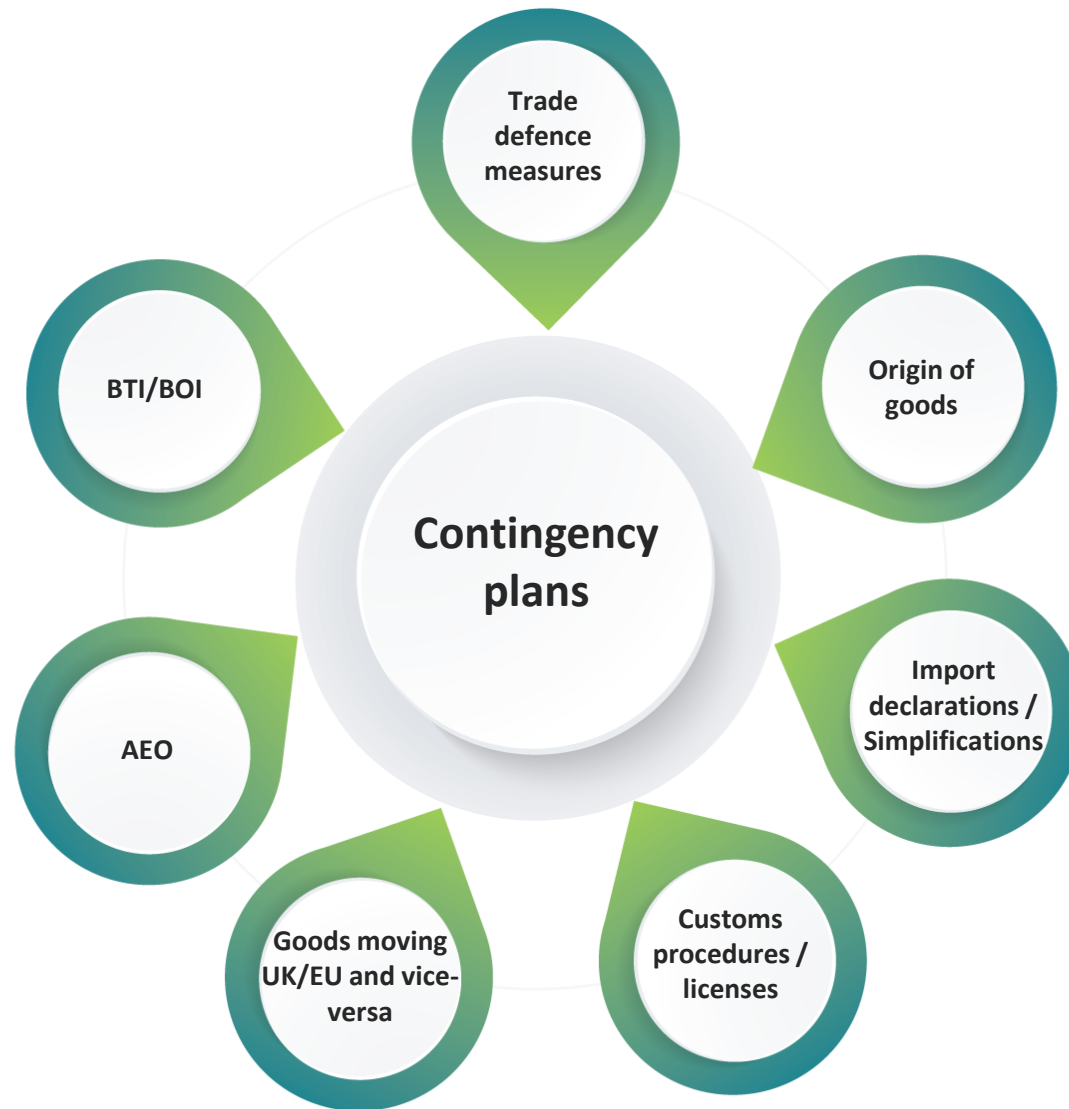 Trade
defence
measures
BTI/BOI
Origin of
goods
Contingency
plans
Import
declarations /
Simplifications
AEO
Customs
procedures /
licenses
Goods moving
UK/EU and vice-
versa